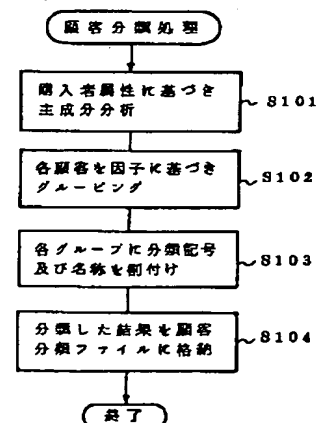 顧客分類処理
購入者属性に基づき
主成分分析
S101
各顧客を因子に基づき
グルーピング
S102
各グループに分類記号
及び名称を割付け
S103
分類した結果を顧客
分類ファイルに格納
S104
終了